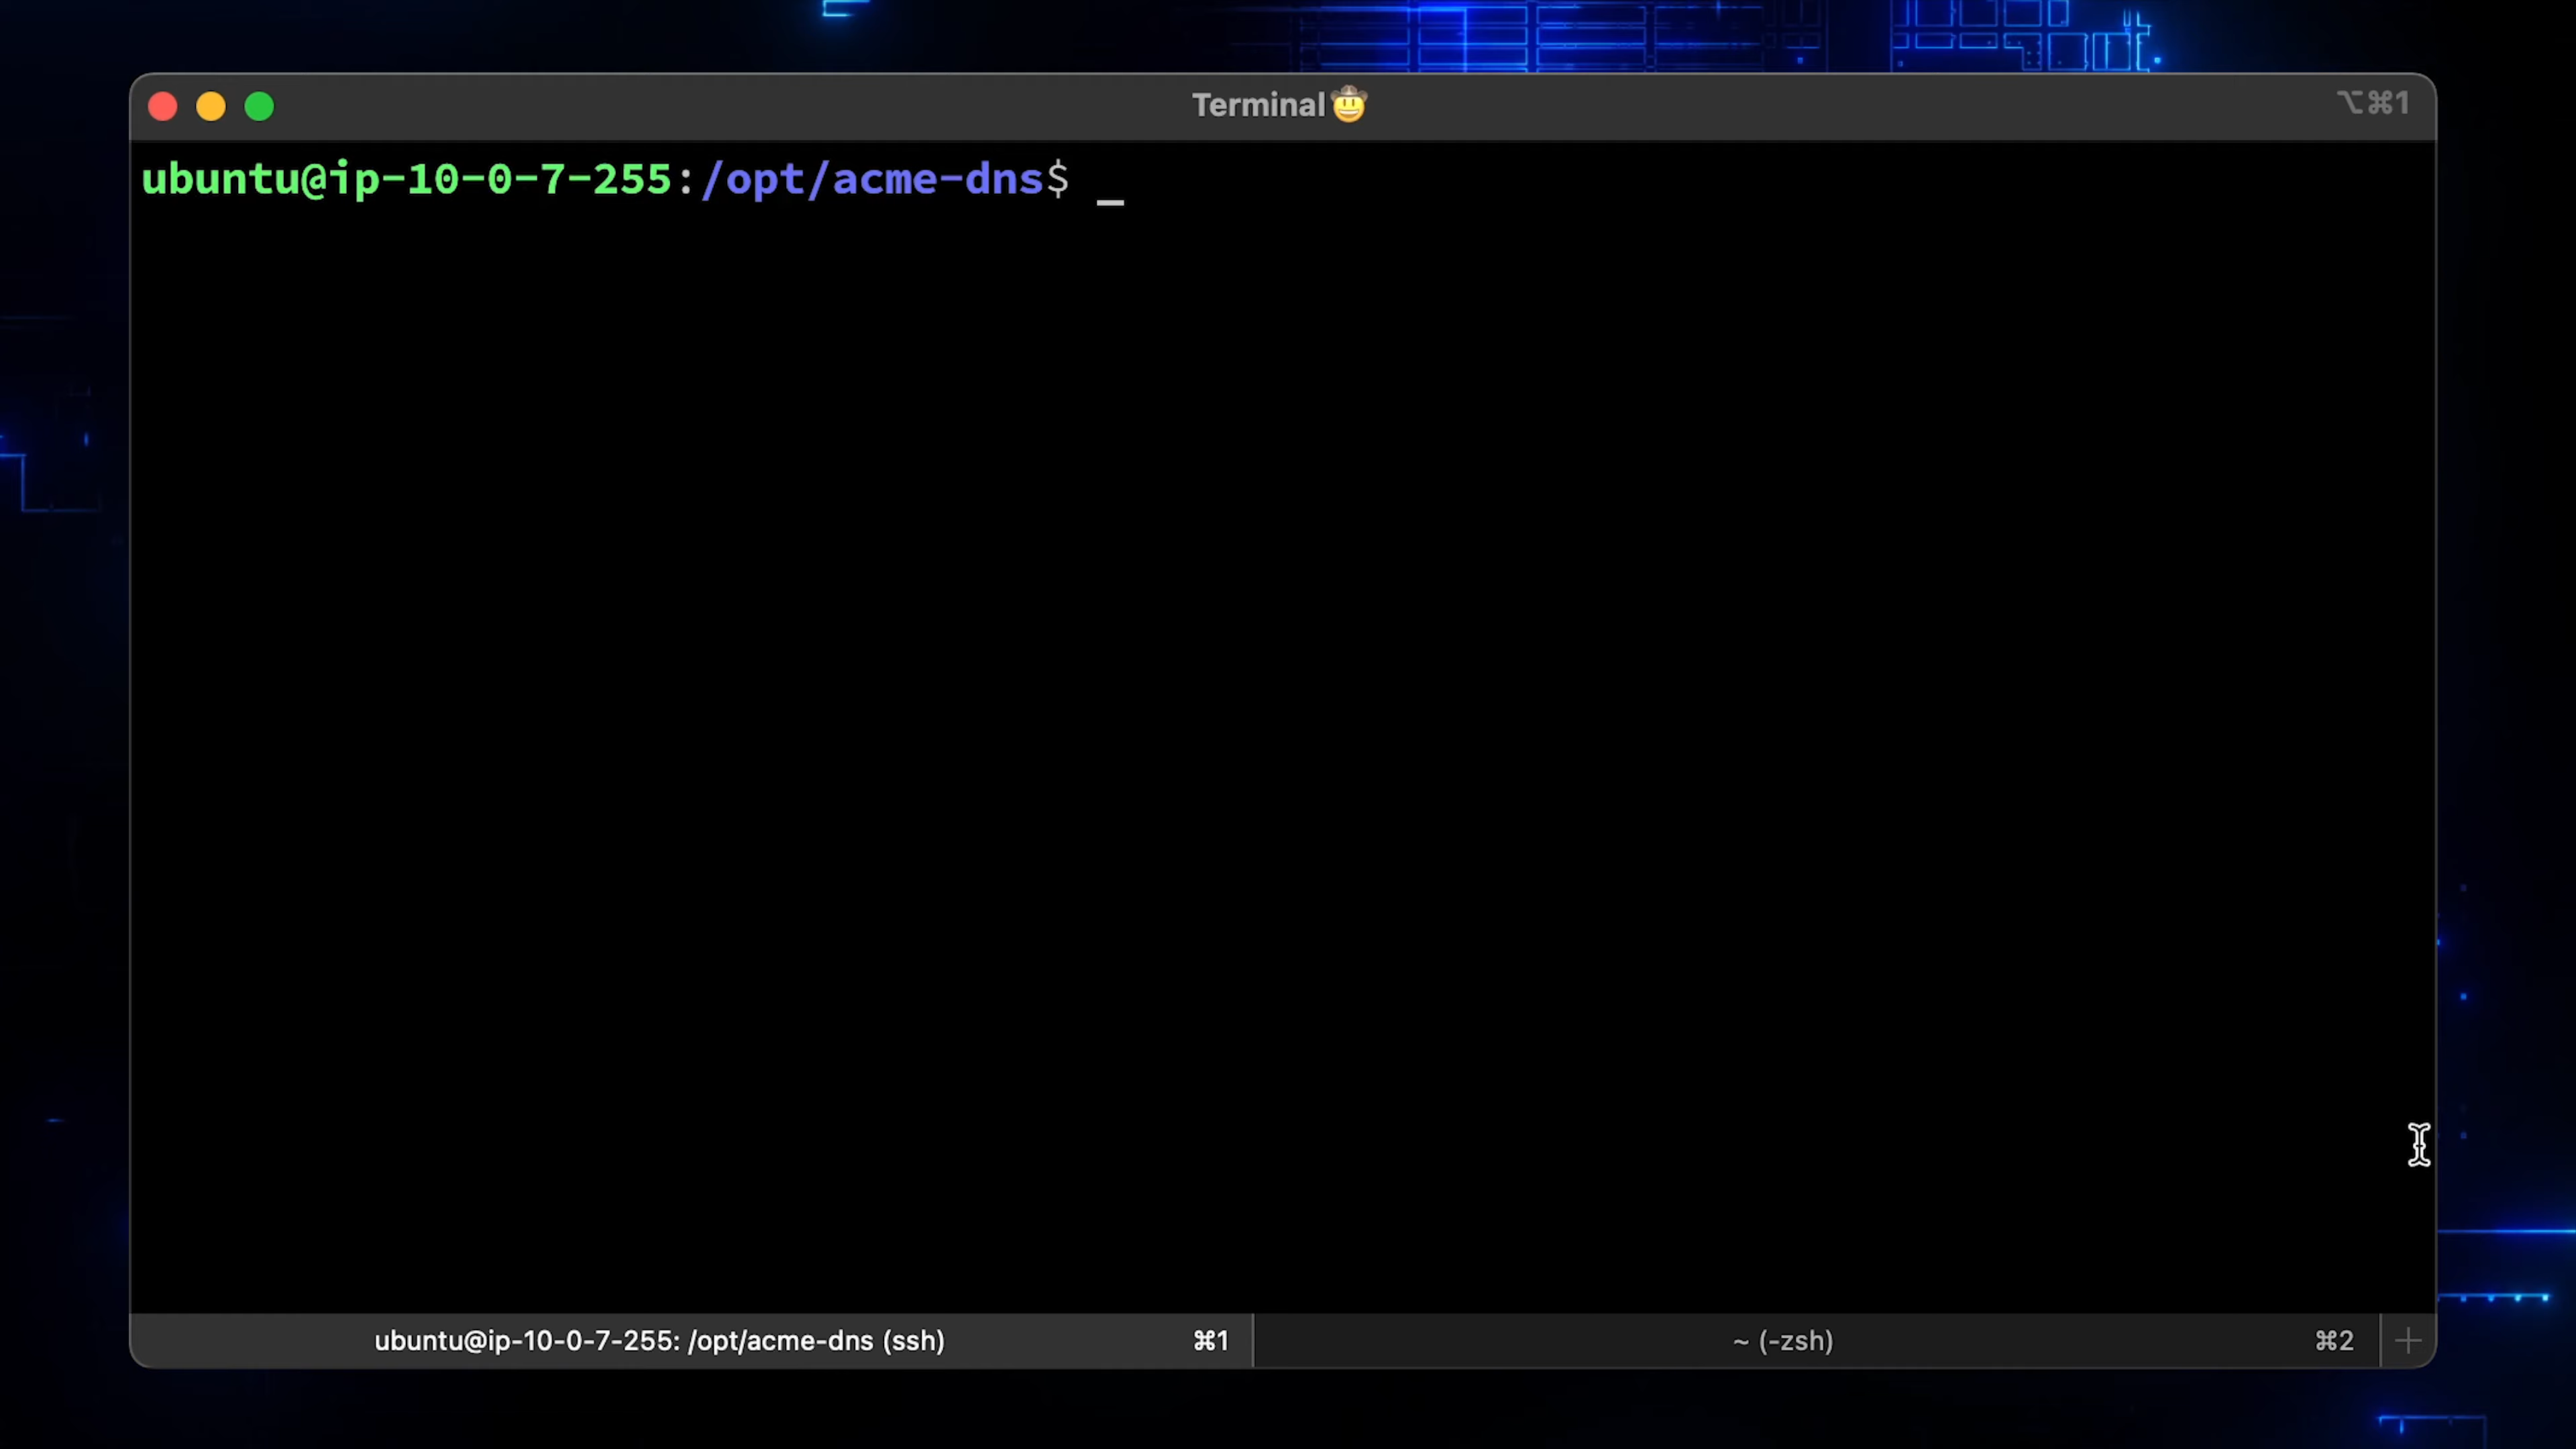 Terminal🤠
⌥⌘1
ubuntu@ip-10-0-7-255:/opt/acme-dns$ _
ubuntu@ip-10-0-7-255: /opt/acme-dns (ssh)
⌘1
~ (-zsh)
⌘2
+